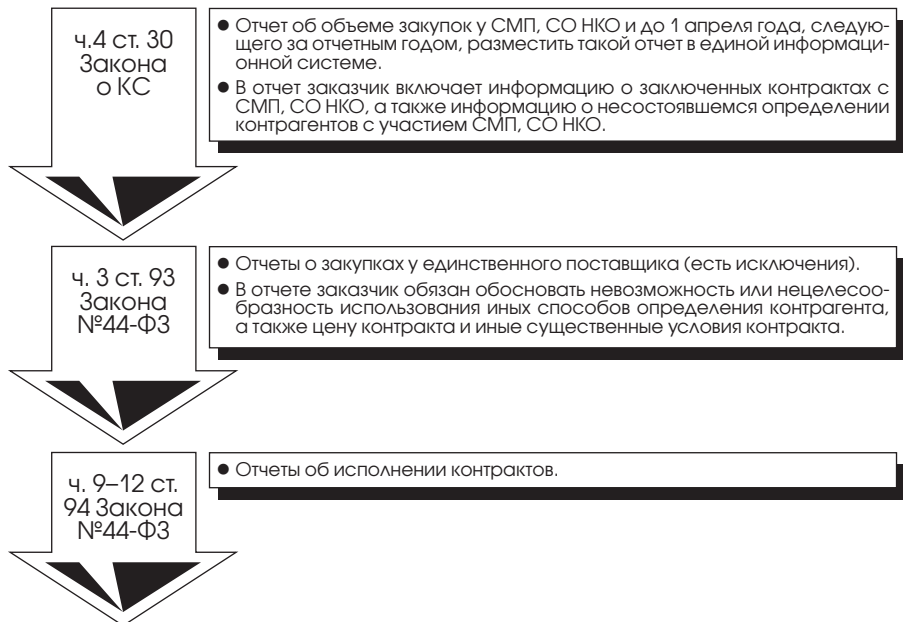 ч.4 ст. 30
Закона
о КС
● Отчет об объеме закупок у СМП, СО НКО и до 1 апреля года, следую-
щего за отчетным годом, разместить такой отчет в единой информаци-
онной системе.
● В отчет заказчик включает информацию о заключенных контрактах с
СМП, СО НКО, а также информацию о несостоявшемся определении
контрагентов с участием СМП, СО НКО.
ч. 3 ст. 93
Закона
№44-ФЗ
● Отчеты о закупках у единственного поставщика (есть исключения).
● В отчете заказчик обязан обосновать невозможность или нецелесоо-
бразность использования иных способов определения контрагента,
а также цену контракта и иные существенные условия контракта.
ч. 9–12 ст.
94 Закона
№44-ФЗ
● Отчеты об исполнении контрактов.